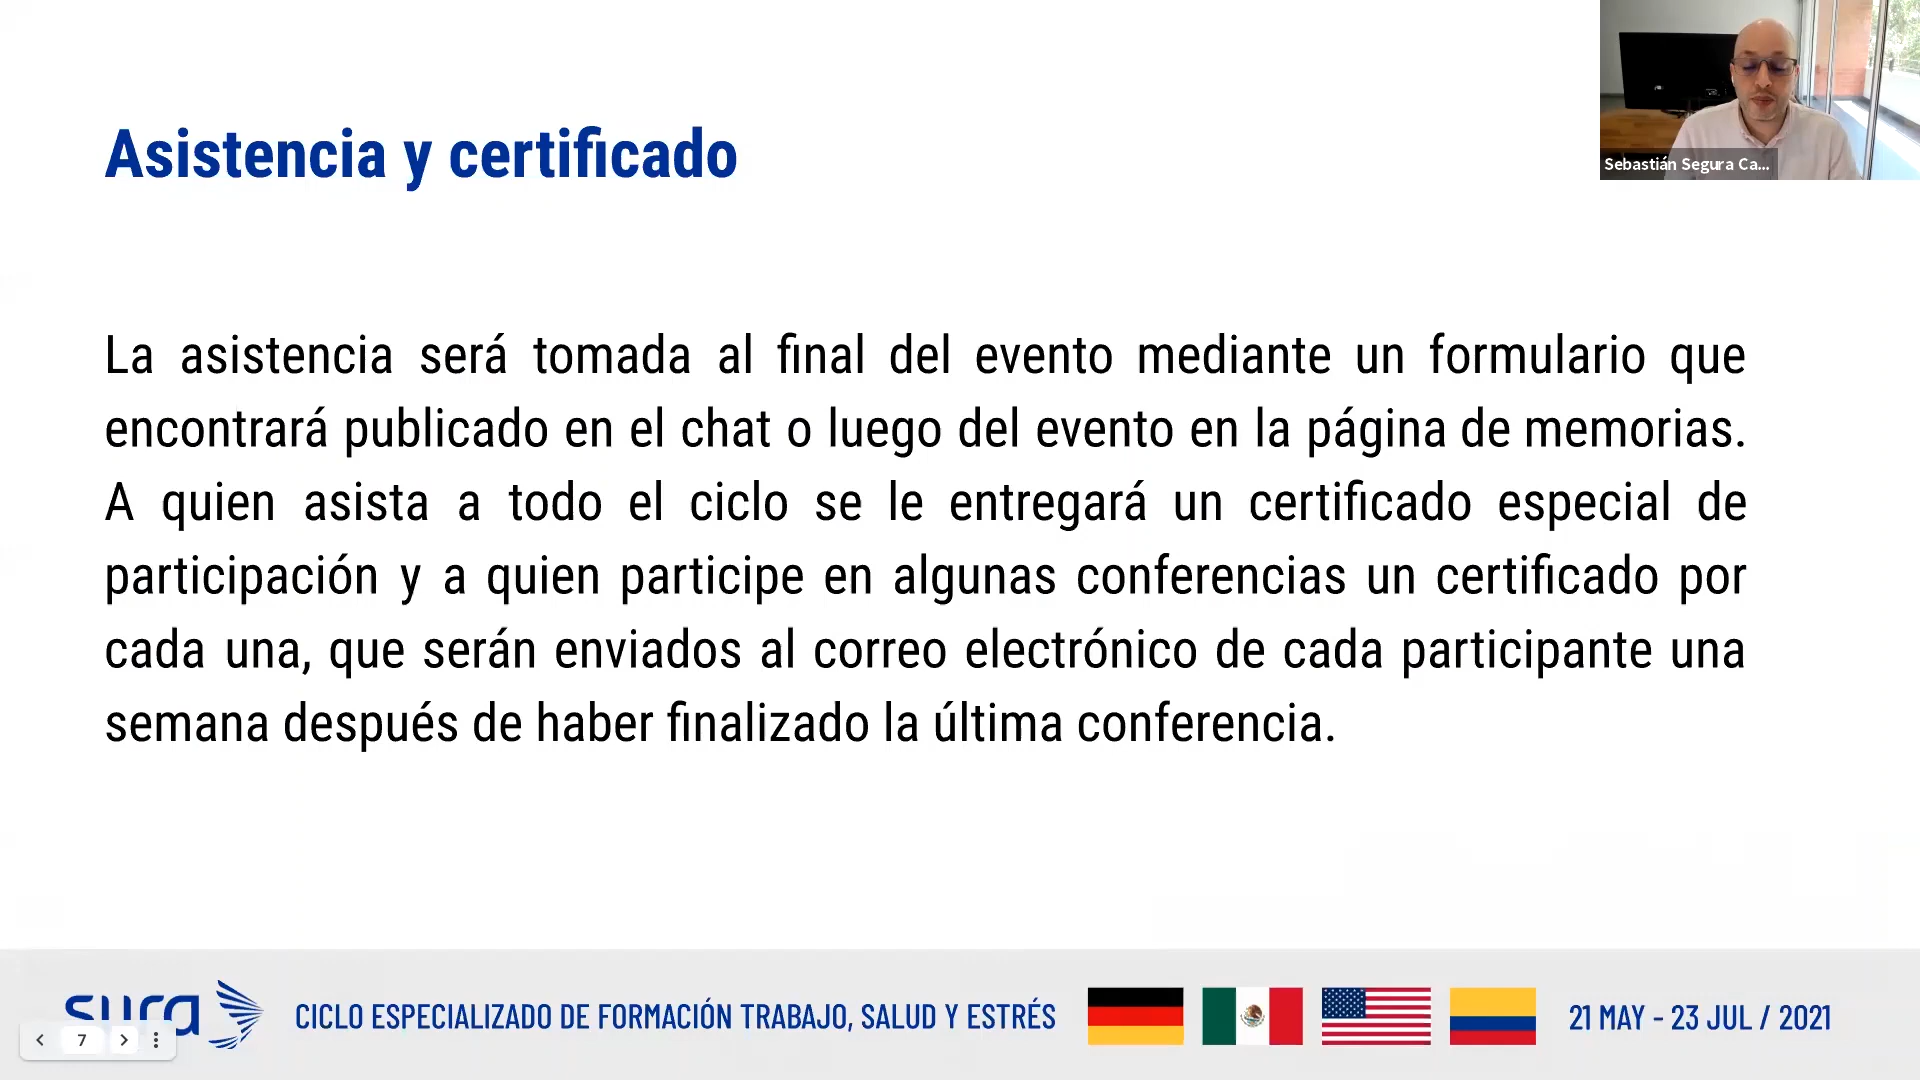 Asistencia y certificado
Sebastián Segura Ca...
La asistencia será tomada al final del evento mediante un formulario que
encontrará publicado en el chat o luego del evento en la página de memorias.
A quien asista a todo el ciclo se le entregará un certificado especial de
participación y a quien participe en algunas conferencias un certificado por
cada una, que serán enviados al correo electrónico de cada participante una
semana después de haber finalizado la última conferencia.
sura
CICLO ESPECIALIZADO DE FORMACIÓN TRABAJO, SALUD Y ESTRÉS
21 MAY - 23 JUL / 2021
7